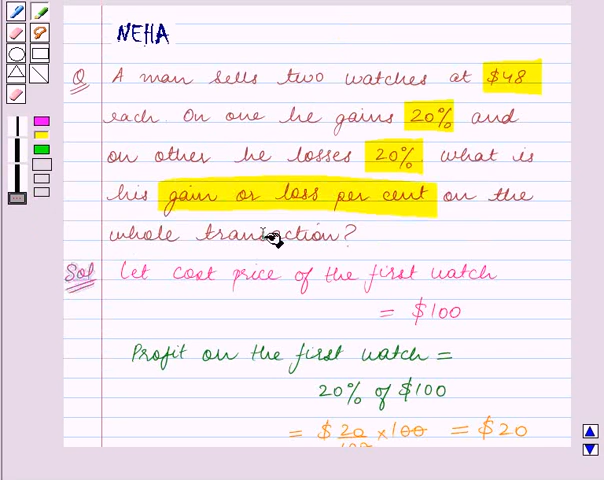 NEHA
Q A man sells two watches at $48
each. On one he gains 20% and
on other he losses 20%. What is
his gain or loss per cent on the
whole transaction?
Sol Let cost price of the first watch
= $100
Profit on the first watch =
20% of $100
= $ 20/100 × 100 = $20